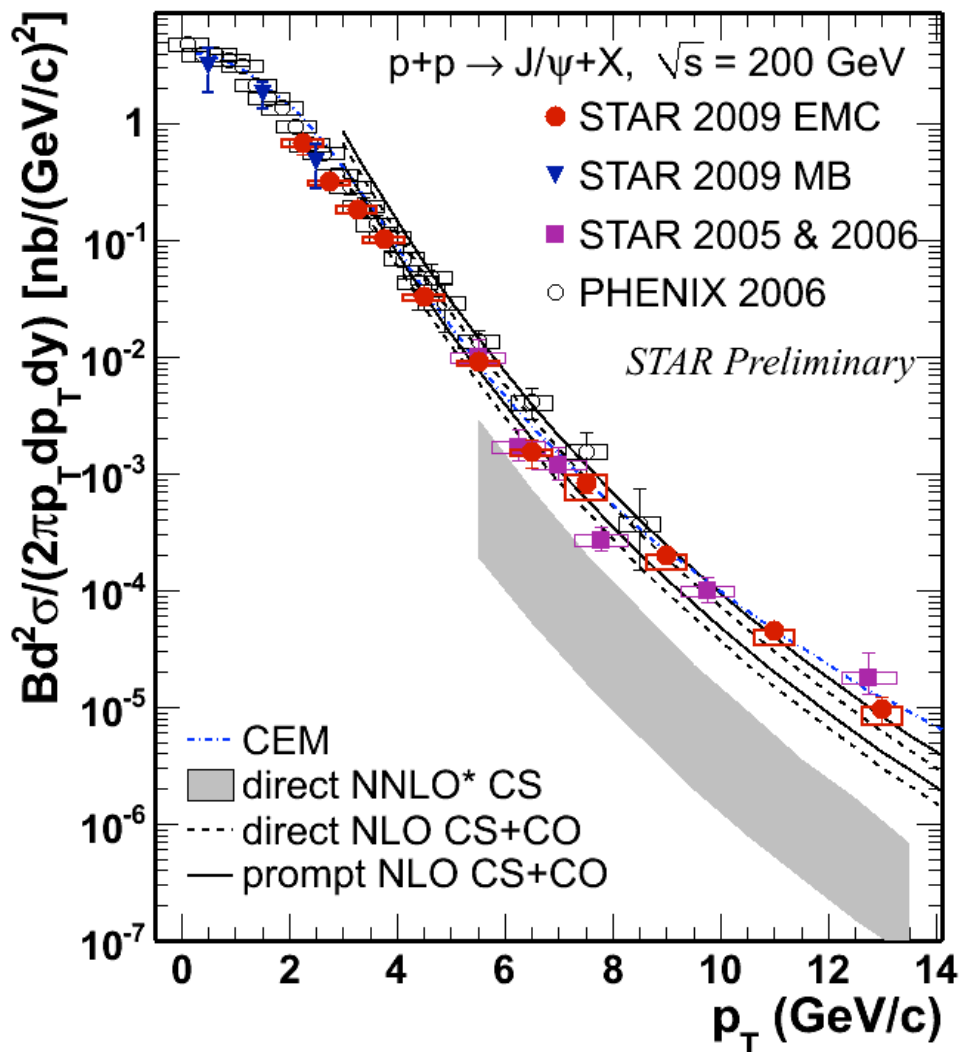 p+p → J/ψ+X, √s = 200 GeV
STAR 2009 EMC
STAR 2009 MB
STAR 2005 & 2006
PHENIX 2006
STAR Preliminary
Bd²σ/(2πp_Tdp_Tdy) [nb/(GeV/c)²]
1
10⁻¹
10⁻²
10⁻³
10⁻⁴
10⁻⁵
10⁻⁶
10⁻⁷
CEM
direct NNLO* CS
direct NLO CS+CO
prompt NLO CS+CO
0 2 4 6 8 10 12 14
p_T (GeV/c)